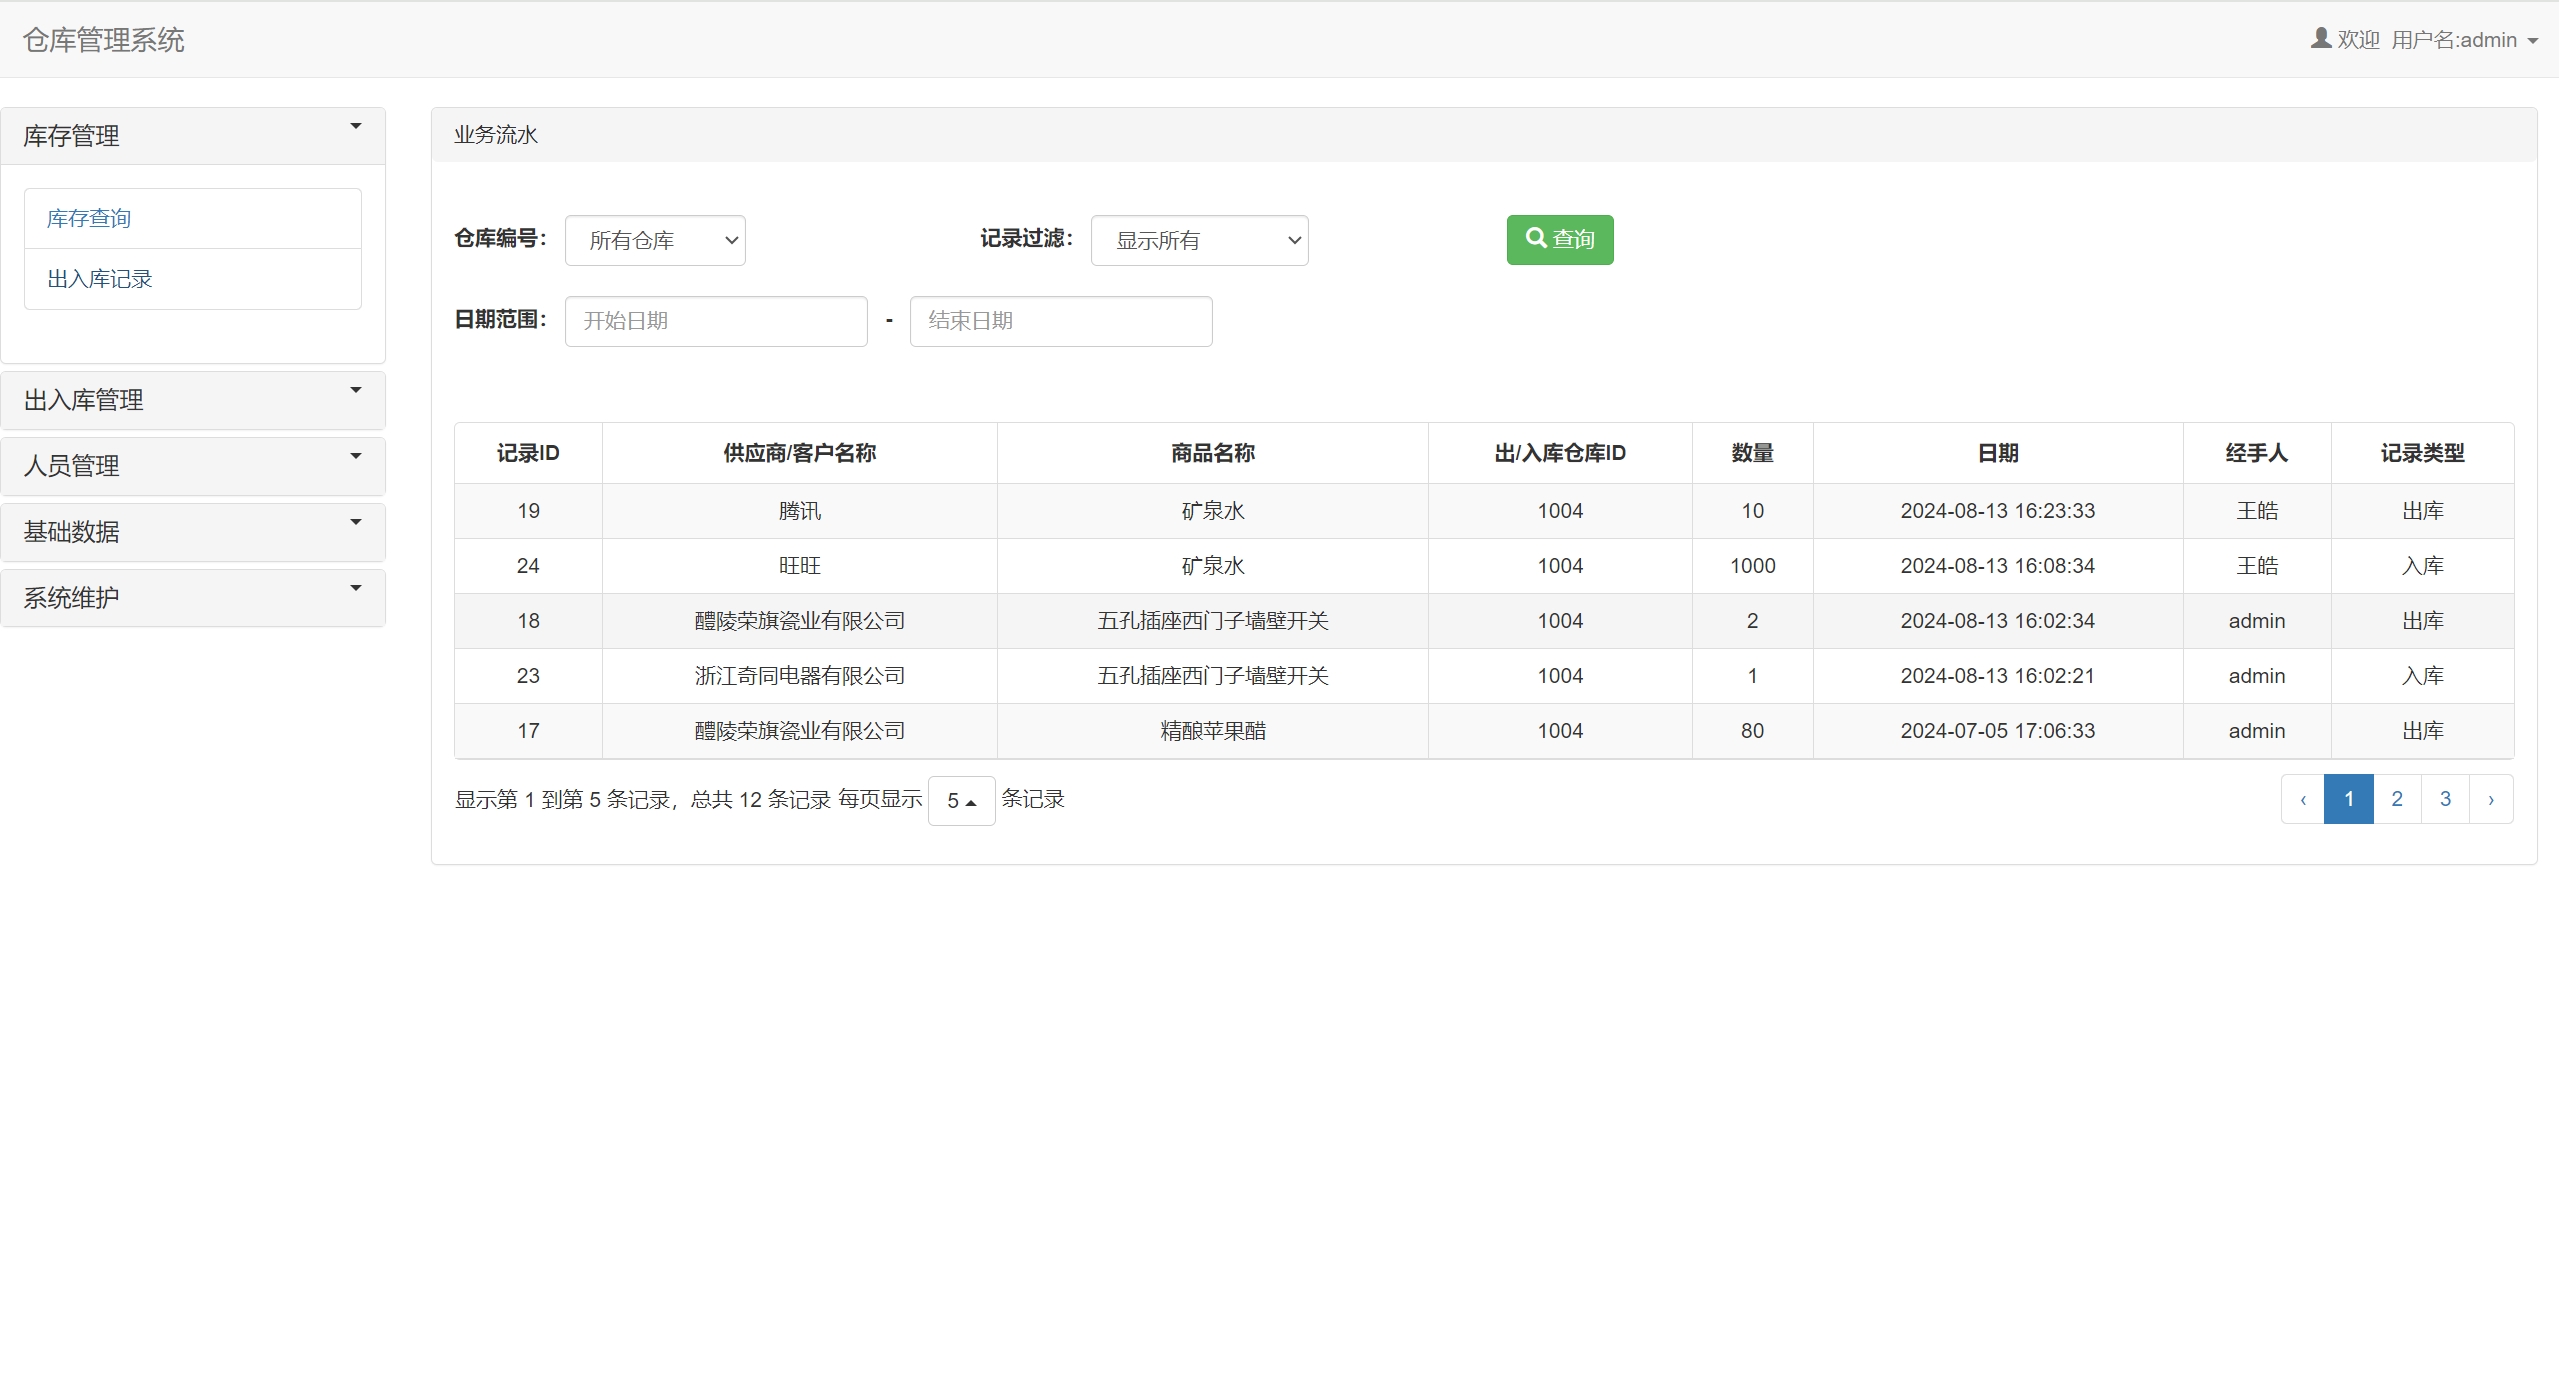 仓库管理系统
欢迎 用户名:admin
库存管理
库存查询
出入库记录
出入库管理
人员管理
基础数据
系统维护
业务流水
仓库编号： 所有仓库 记录过滤： 显示所有 查询
日期范围： 开始日期 - 结束日期
记录ID 供应商/客户名称 商品名称 出/入库仓库ID 数量 日期 经手人 记录类型
19 腾讯 矿泉水 1004 10 2024-08-13 16:23:33 王皓 出库
24 旺旺 矿泉水 1004 1000 2024-08-13 16:08:34 王皓 入库
18 醴陵荣旗瓷业有限公司 五孔插座西门子墙壁开关 1004 2 2024-08-13 16:02:34 admin 出库
23 浙江奇同电器有限公司 五孔插座西门子墙壁开关 1004 1 2024-08-13 16:02:21 admin 入库
17 醴陵荣旗瓷业有限公司 精酿苹果醋 1004 80 2024-07-05 17:06:33 admin 出库
显示第 1 到第 5 条记录，总共 12 条记录 每页显示 5 条记录 ‹ 1 2 3 ›